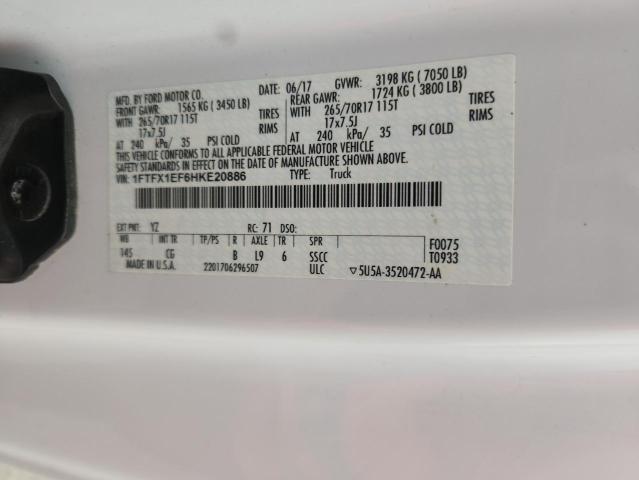 MFD. BY FORD MOTOR CO.
DATE: 06/17 GVWR: 3198 KG ( 7050 LB)
FRONT GAWR: 1565 KG ( 3450 LB) REAR GAWR: 1724 KG ( 3800 LB)
WITH 265/70R17 115T TIRES WITH 265/70R17 115T TIRES
17x7.5J RIMS 17x7.5J RIMS
AT 240 kPa/ 35 PSI COLD AT 240 kPa/ 35 PSI COLD
THIS VEHICLE CONFORMS TO ALL APPLICABLE FEDERAL MOTOR VEHICLE
SAFETY STANDARDS IN EFFECT ON THE DATE OF MANUFACTURE SHOWN ABOVE.
VIN: 1FTFX1EF6HKE20886 TYPE: Truck
EXT PNT: YZ RC: 71 DSO:
WB INT TR TP/PS R AXLE TR SPR F0075
145 CG B L9 6 SSCC T0933
MADE IN U.S.A. 2201706296507 ULC ▽5U5A-3520472-AA